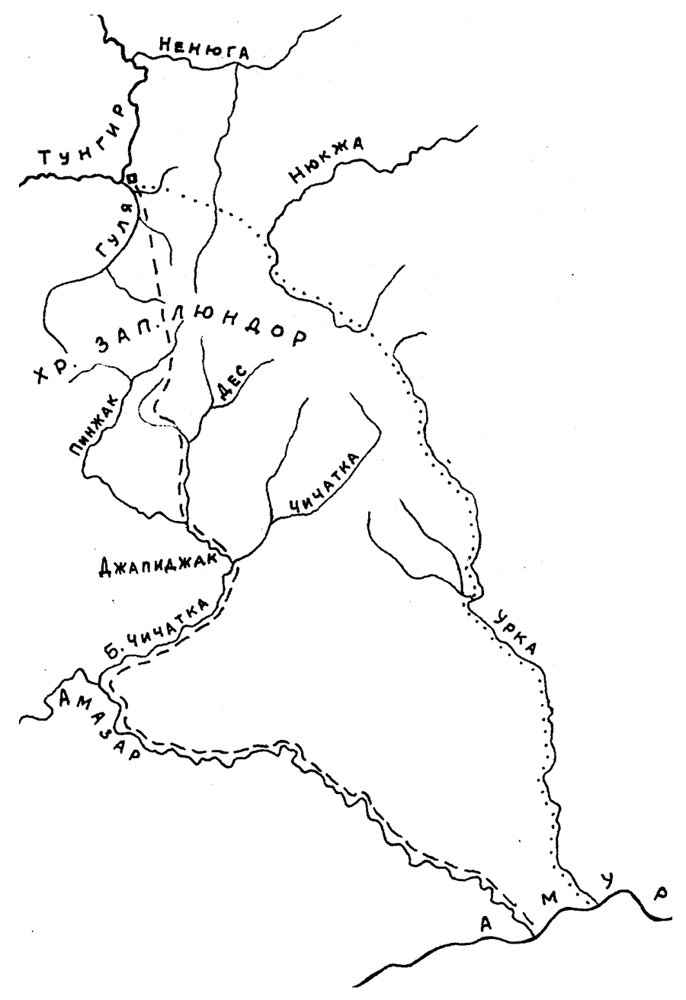 НЕНЮГА
ТУНГИР
НЮКЖА
ГУЛЯ
ХР. ЗАП. ЛЮНДОР
ДЕС
ПИНЖАК
ЧИЧАТКА
ДЖАПИДЖАК
Б. ЧИЧАТКА
УРКА
АМАЗАР
АМУР